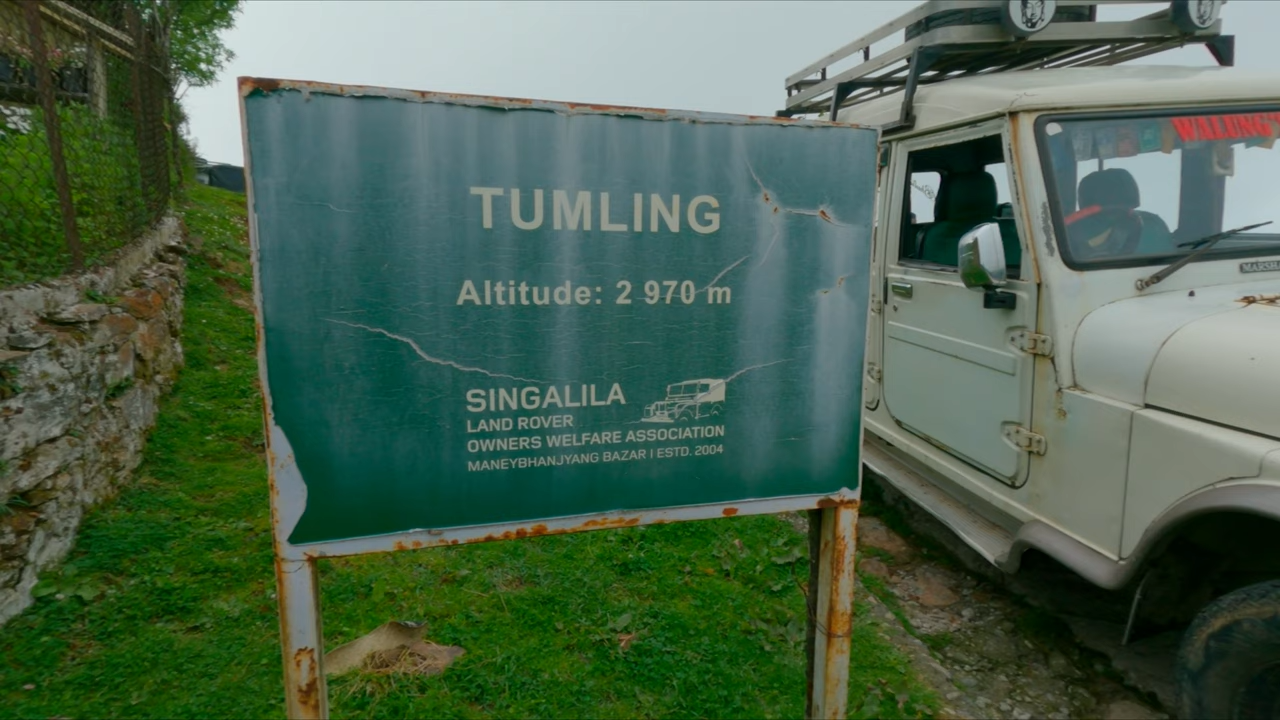 TUMLING
Altitude: 2 970 m
SINGALILA
LAND ROVER
OWNERS WELFARE ASSOCIATION
MANEYBHANJYANG BAZAR | ESTD. 2004